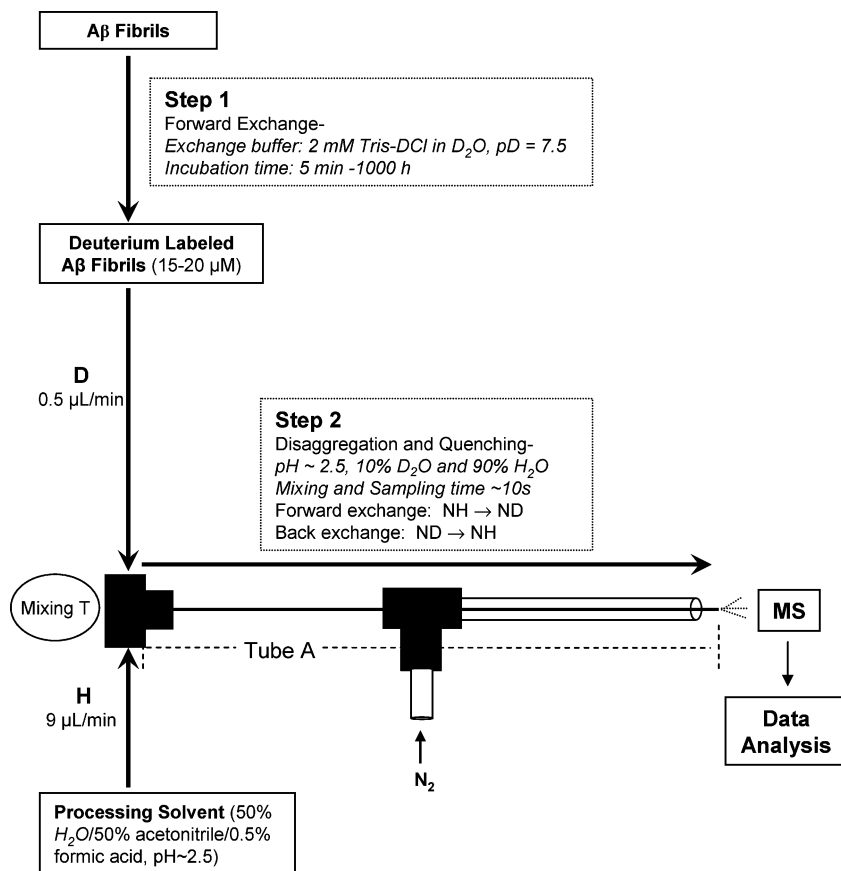 Aβ Fibrils
Step 1
Forward Exchange-
Exchange buffer: 2 mM Tris-DCl in D₂O, pD = 7.5
Incubation time: 5 min -1000 h
Deuterium Labeled
Aβ Fibrils (15-20 µM)
D
0.5 µL/min
Step 2
Disaggregation and Quenching-
pH ~ 2.5, 10% D₂O and 90% H₂O
Mixing and Sampling time ~10s
Forward exchange: NH → ND
Back exchange: ND → NH
Mixing T
MS
Tube A
H
9 µL/min
Data
Analysis
N₂
Processing Solvent (50%
H₂O/50% acetonitrile/0.5%
formic acid, pH~2.5)